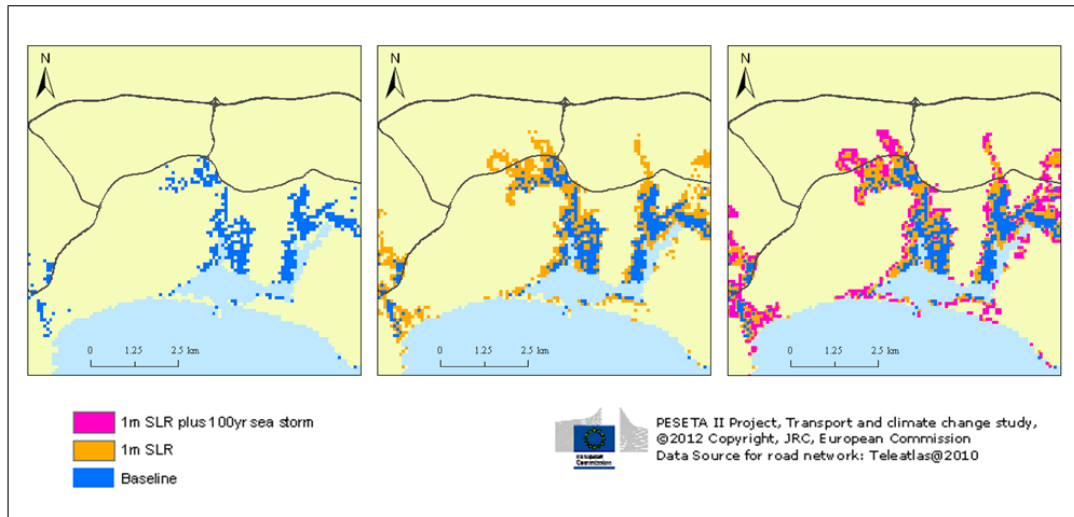 N
N
N
0 1.25 2.5 km
0 1.25 2.5 km
0 1.25 2.5 km
1m SLR plus 100yr sea storm
1m SLR
Baseline
European
Commission
PESETA II Project, Transport and climate change study,
©2012 Copyright, JRC, European Commission
Data Source for road network: Teleatlas@2010